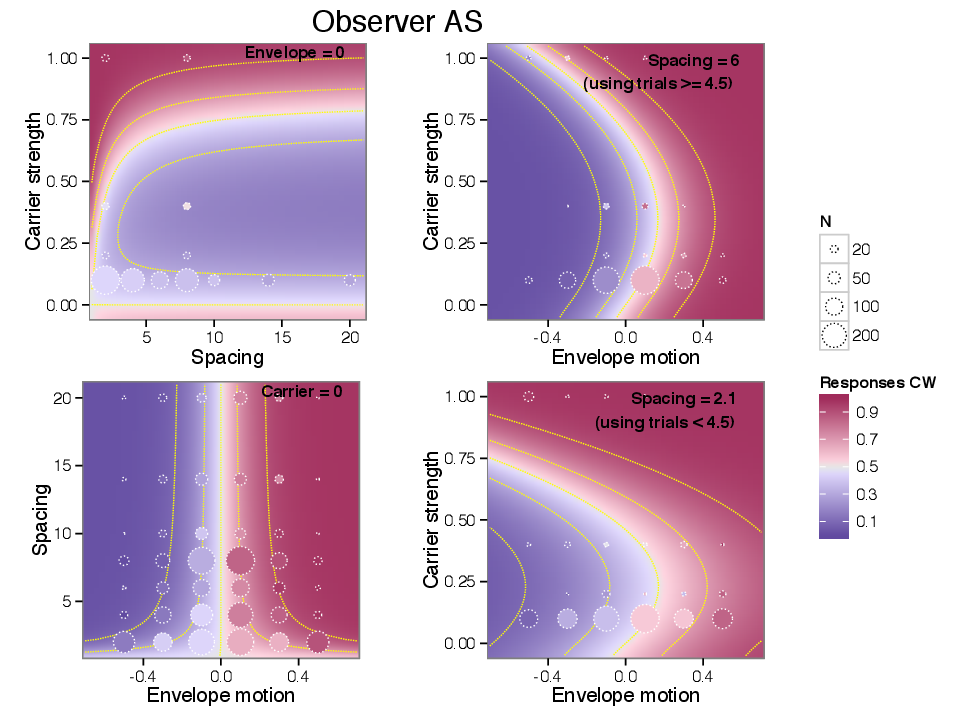 Observer AS
Envelope = 0
Carrier strength
1.00
0.75
0.50
0.25
0.00
5
10
15
20
Spacing
Spacing = 6
(using trials >= 4.5)
Carrier strength
1.00
0.75
0.50
0.25
0.00
-0.4
0.0
0.4
Envelope motion
Carrier = 0
Spacing
20
15
10
5
-0.4
0.0
0.4
Envelope motion
Spacing = 2.1
(using trials < 4.5)
Carrier strength
1.00
0.75
0.50
0.25
0.00
-0.4
0.0
0.4
Envelope motion
N
20
50
100
200
Responses CW
0.9
0.7
0.5
0.3
0.1